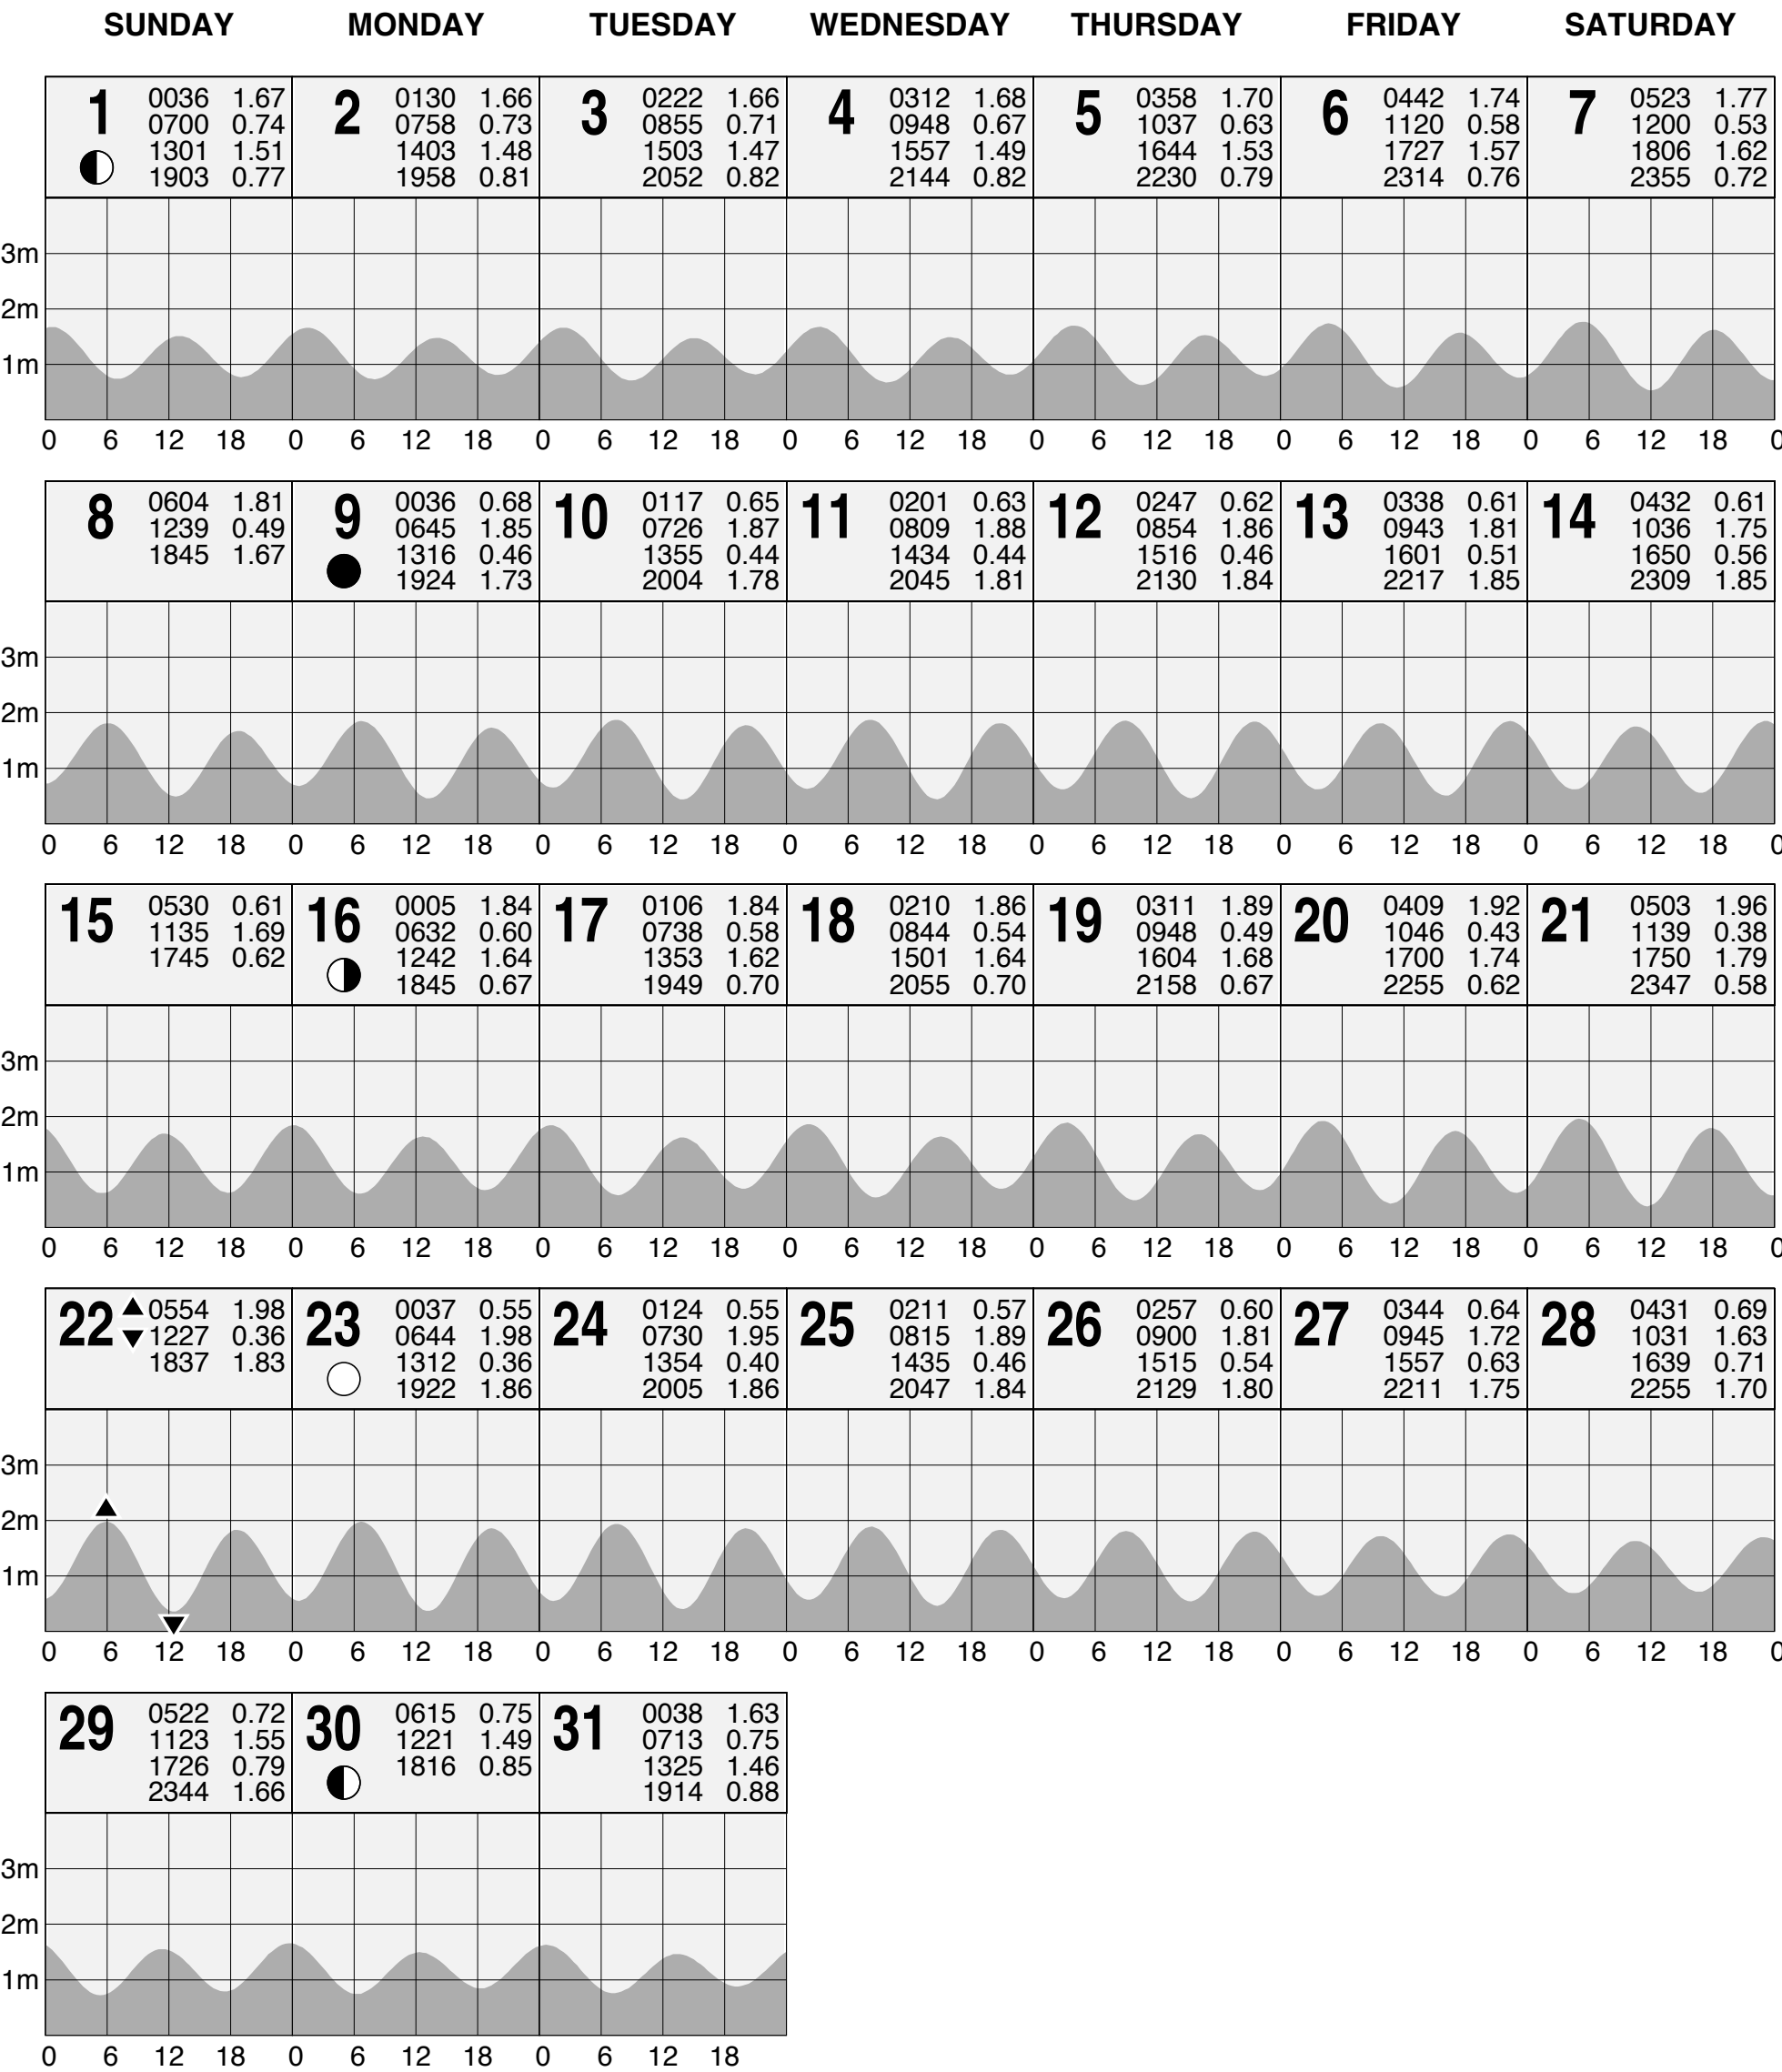 SUNDAY MONDAY TUESDAY WEDNESDAY THURSDAY FRIDAY SATURDAY
1 0036 1.67
0700 0.74
1301 1.51
1903 0.77
2 0130 1.66
0758 0.73
1403 1.48
1958 0.81
3 0222 1.66
0855 0.71
1503 1.47
2052 0.82
4 0312 1.68
0948 0.67
1557 1.49
2144 0.82
5 0358 1.70
1037 0.63
1644 1.53
2230 0.79
6 0442 1.74
1120 0.58
1727 1.57
2314 0.76
7 0523 1.77
1200 0.53
1806 1.62
2355 0.72
3m
2m
1m
0 6 12 18 0 6 12 18 0 6 12 18 0 6 12 18 0 6 12 18 0 6 12 18 0 6 12 18 0
8 0604 1.81
1239 0.49
1845 1.67
9 0036 0.68
0645 1.85
1316 0.46
1924 1.73
10 0117 0.65
0726 1.87
1355 0.44
2004 1.78
11 0201 0.63
0809 1.88
1434 0.44
2045 1.81
12 0247 0.62
0854 1.86
1516 0.46
2130 1.84
13 0338 0.61
0943 1.81
1601 0.51
2217 1.85
14 0432 0.61
1036 1.75
1650 0.56
2309 1.85
3m
2m
1m
0 6 12 18 0 6 12 18 0 6 12 18 0 6 12 18 0 6 12 18 0 6 12 18 0 6 12 18 0
15 0530 0.61
1135 1.69
1745 0.62
16 0005 1.84
0632 0.60
1242 1.64
1845 0.67
17 0106 1.84
0738 0.58
1353 1.62
1949 0.70
18 0210 1.86
0844 0.54
1501 1.64
2055 0.70
19 0311 1.89
0948 0.49
1604 1.68
2158 0.67
20 0409 1.92
1046 0.43
1700 1.74
2255 0.62
21 0503 1.96
1139 0.38
1750 1.79
2347 0.58
3m
2m
1m
0 6 12 18 0 6 12 18 0 6 12 18 0 6 12 18 0 6 12 18 0 6 12 18 0 6 12 18 0
22 0554 1.98
1227 0.36
1837 1.83
23 0037 0.55
0644 1.98
1312 0.36
1922 1.86
24 0124 0.55
0730 1.95
1354 0.40
2005 1.86
25 0211 0.57
0815 1.89
1435 0.46
2047 1.84
26 0257 0.60
0900 1.81
1515 0.54
2129 1.80
27 0344 0.64
0945 1.72
1557 0.63
2211 1.75
28 0431 0.69
1031 1.63
1639 0.71
2255 1.70
3m
2m
1m
0 6 12 18 0 6 12 18 0 6 12 18 0 6 12 18 0 6 12 18 0 6 12 18 0 6 12 18 0
29 0522 0.72
1123 1.55
1726 0.79
2344 1.66
30 0615 0.75
1221 1.49
1816 0.85
31 0038 1.63
0713 0.75
1325 1.46
1914 0.88
3m
2m
1m
0 6 12 18 0 6 12 18 0 6 12 18